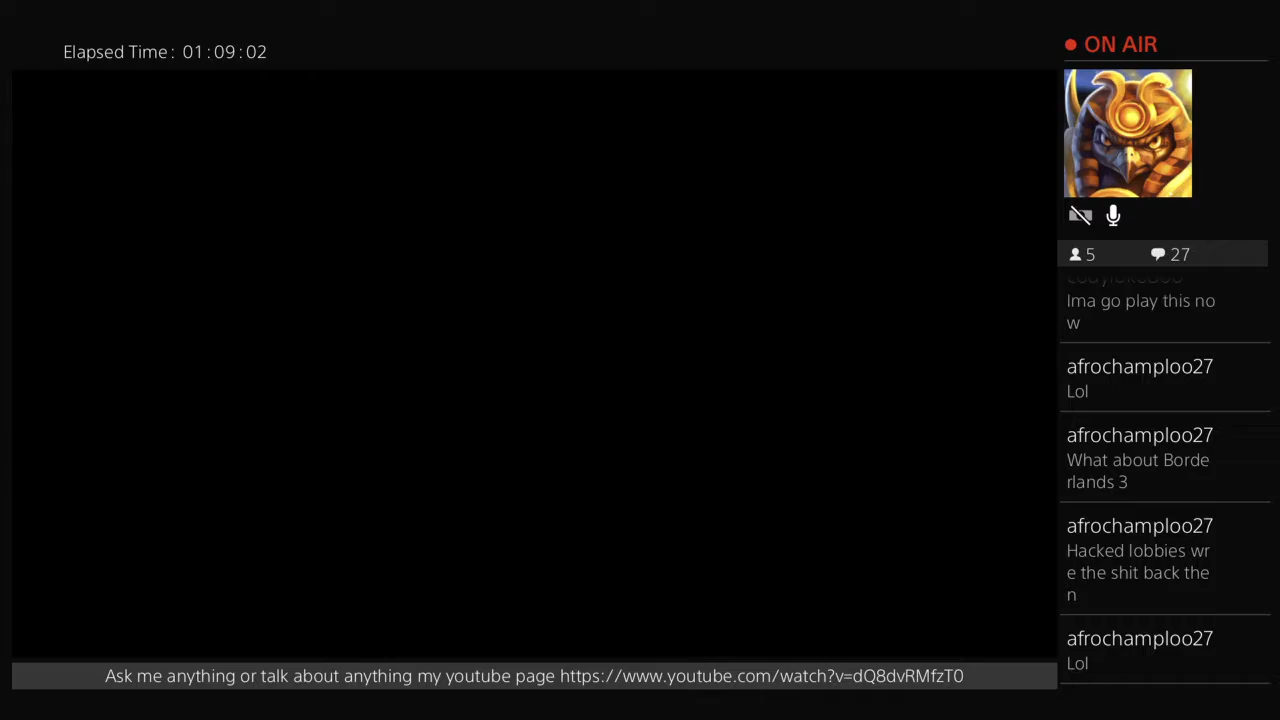 Elapsed Time: 01:09:02
ON AIR
5
27
Ima go play this no
w
afrochamploo27
Lol
afrochamploo27
What about Borde
rlands 3
afrochamploo27
Hacked lobbies wr
e the shit back the
n
afrochamploo27
Lol
Ask me anything or talk about anything my youtube page https://www.youtube.com/watch?v=dQ8dvRMfzT0